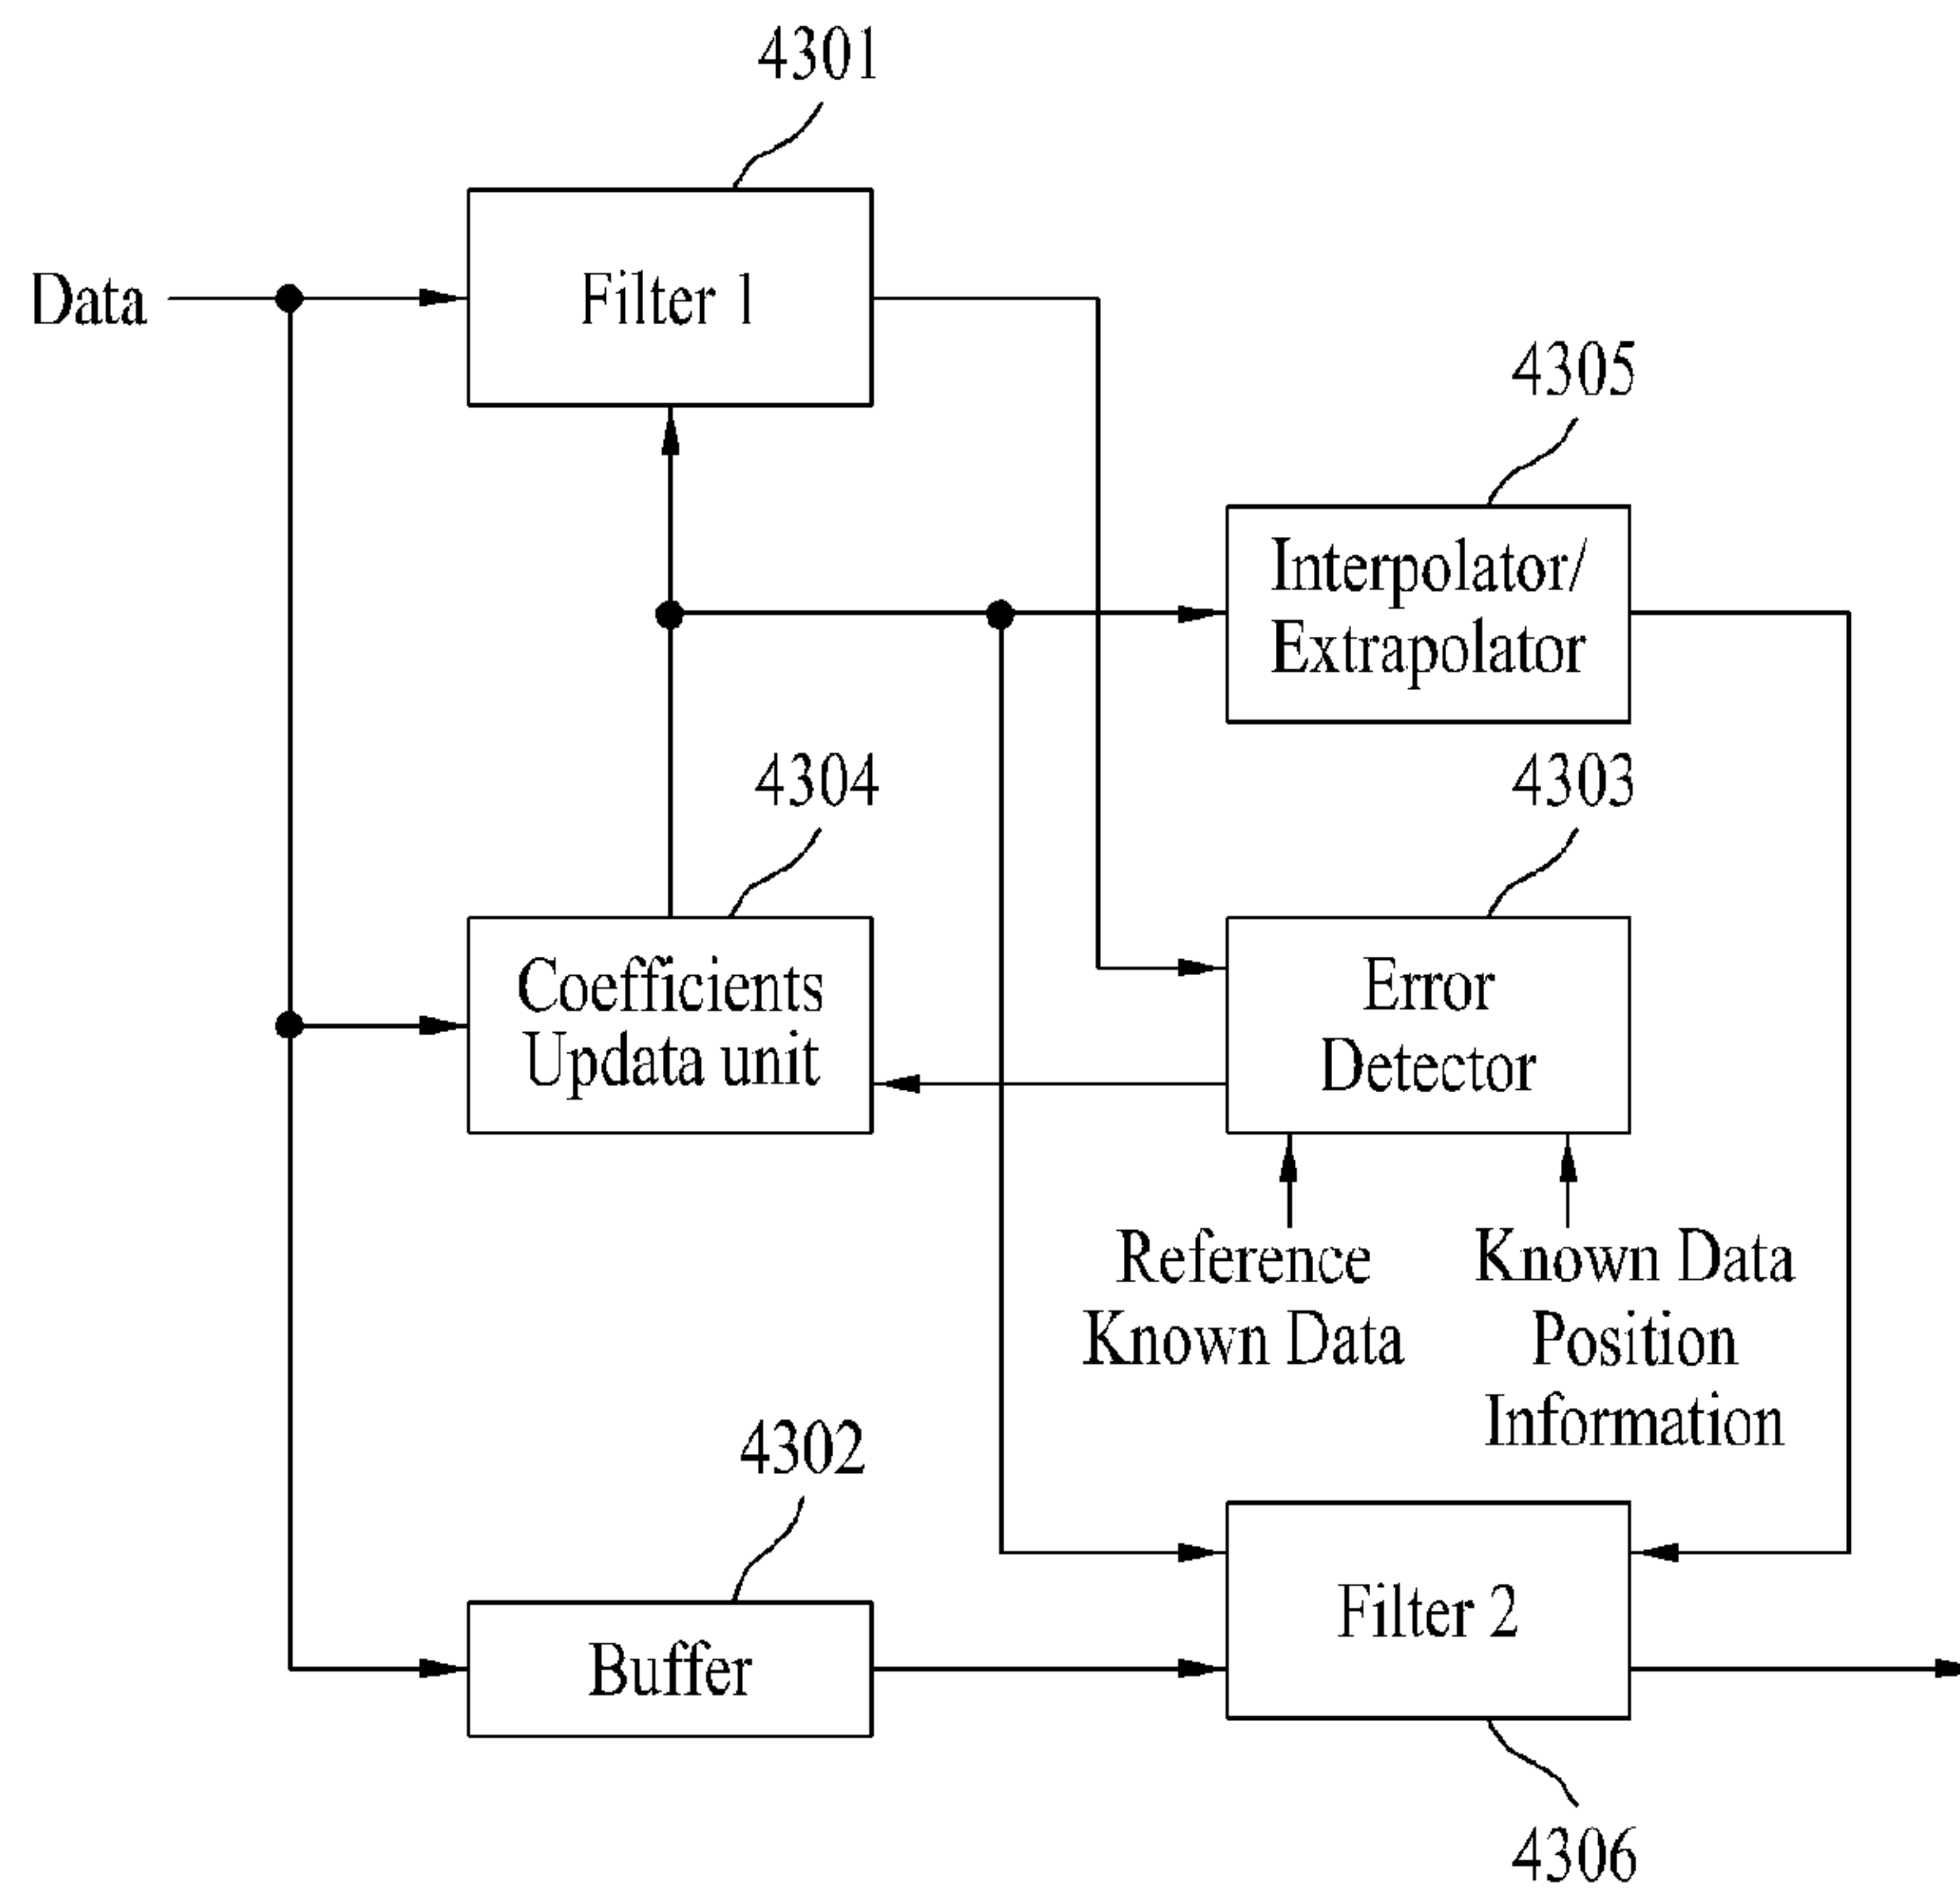 4301
Data
Filter 1
4305
Interpolator/
Extrapolator
4304
4303
Coefficients
Updata unit
Error
Detector
Reference
Known Data
Known Data
Position
Information
4302
Buffer
Filter 2
4306